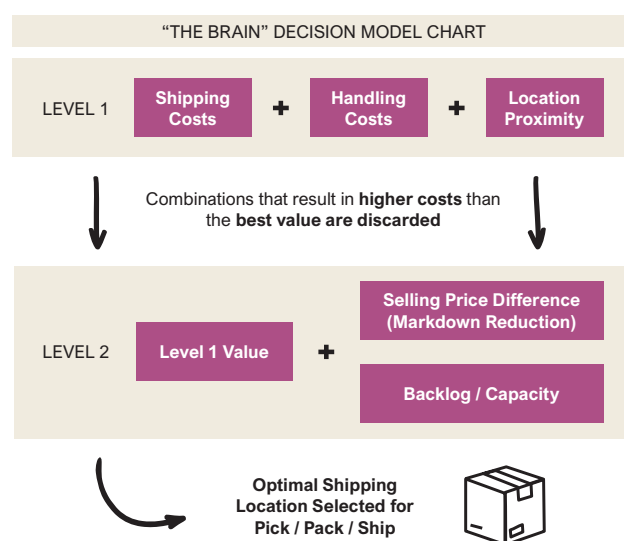 “THE BRAIN” DECISION MODEL CHART
LEVEL 1
Shipping
Costs
+
Handling
Costs
+
Location
Proximity
Combinations that result in higher costs than
the best value are discarded
LEVEL 2
Level 1 Value
+
Selling Price Difference
(Markdown Reduction)
Backlog / Capacity
Optimal Shipping
Location Selected for
Pick / Pack / Ship